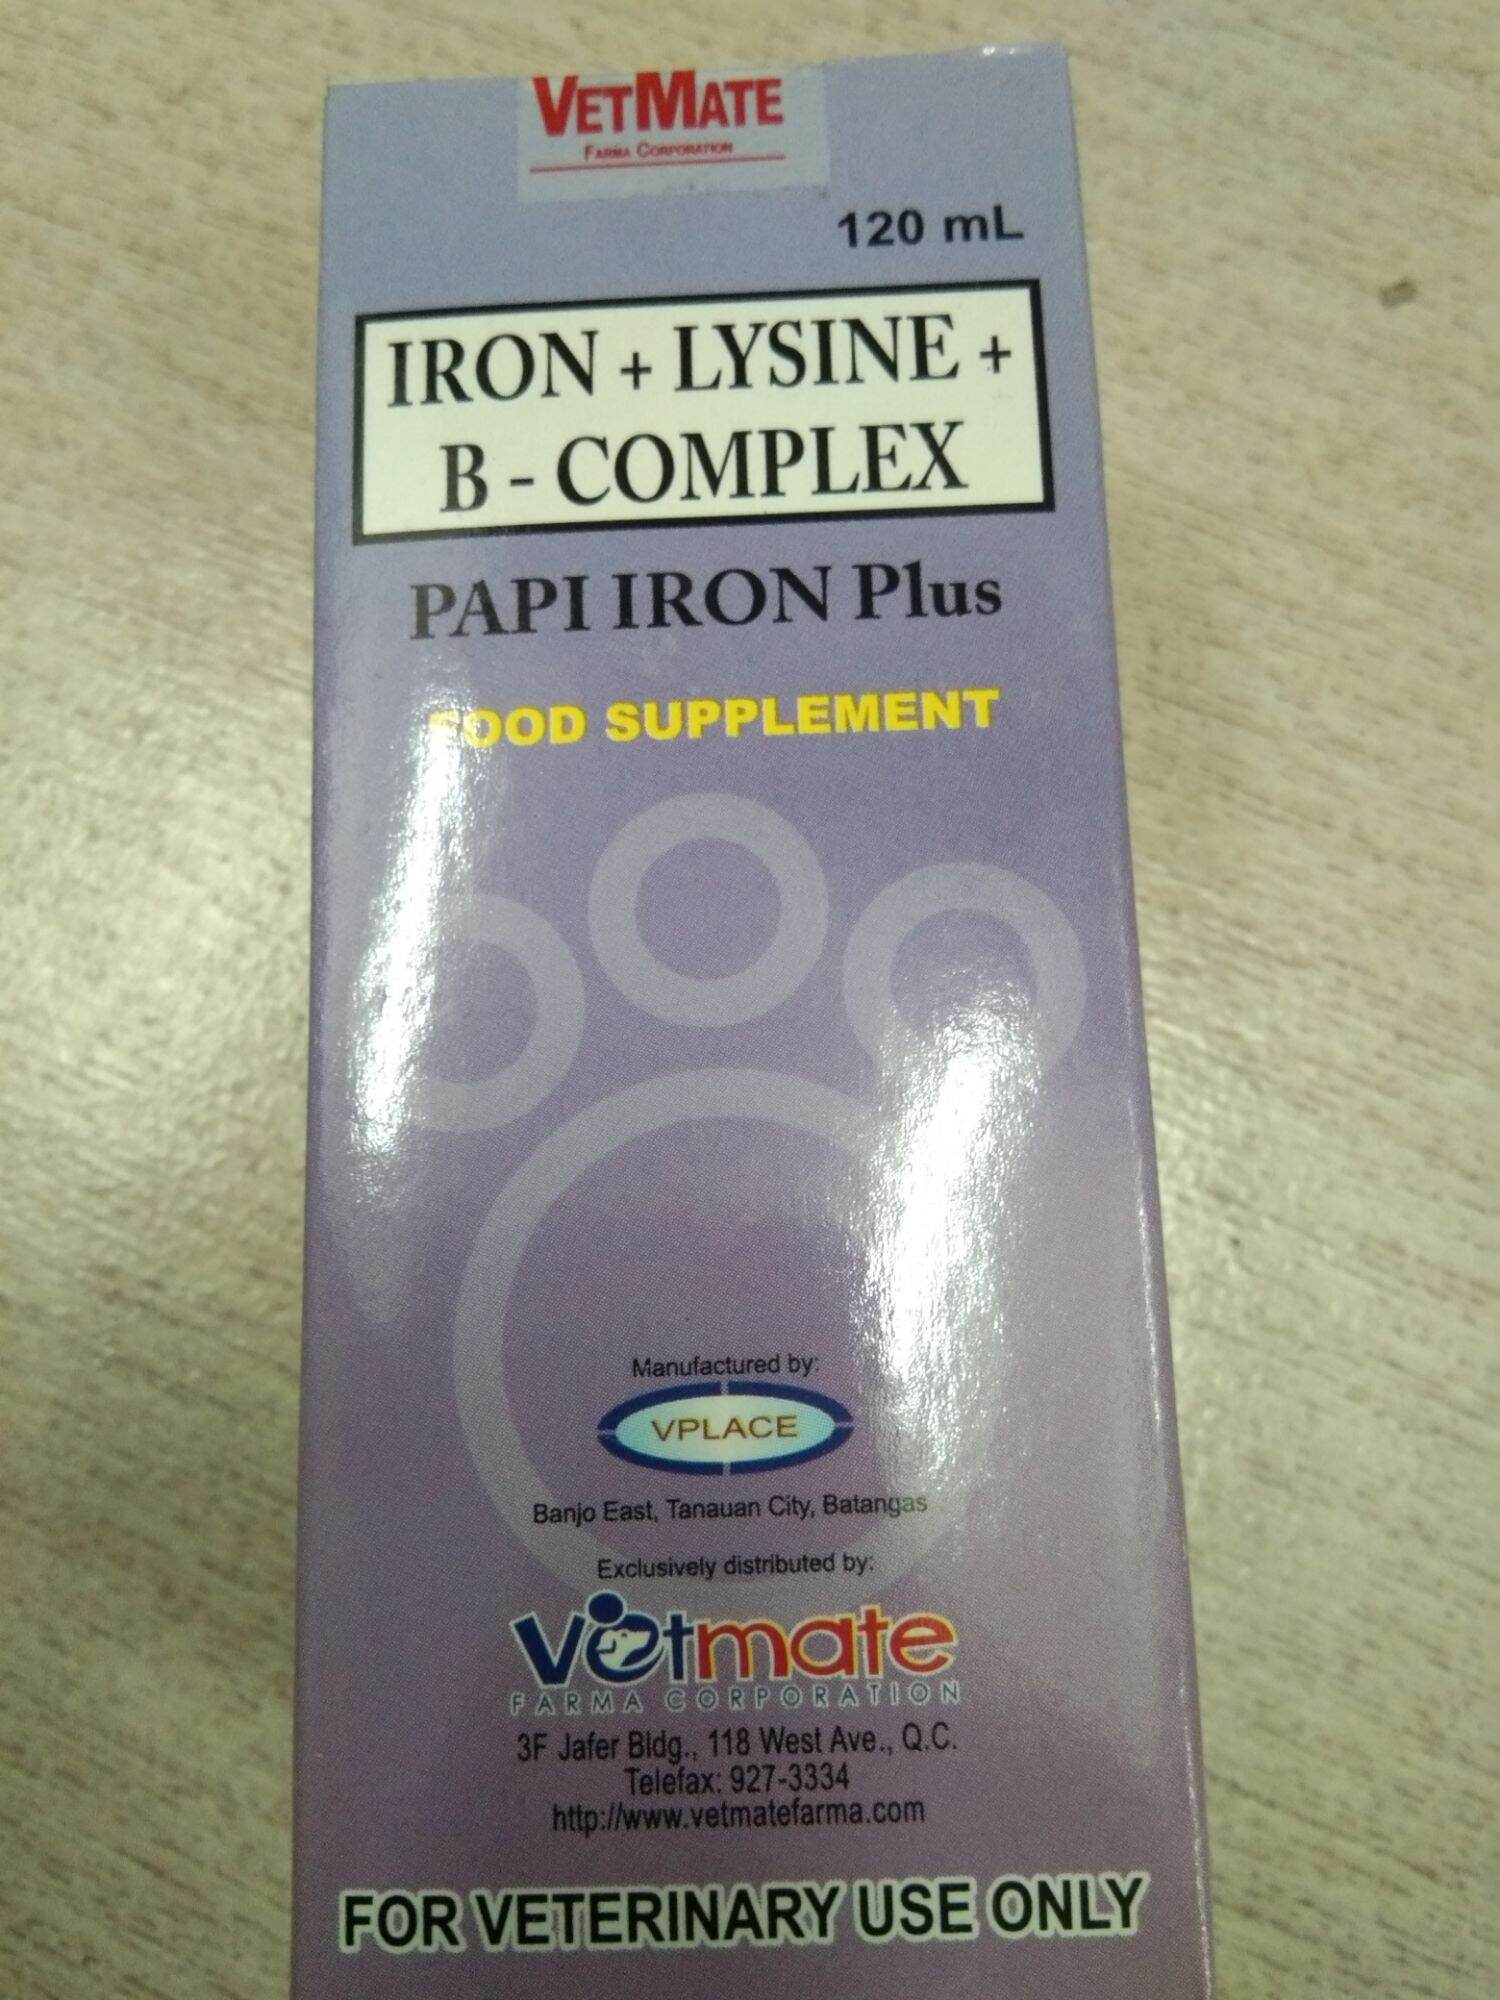 VETMATE
FARMA CORPORATION
120 mL
IRON + LYSINE +
B - COMPLEX
PAPI IRON Plus
FOOD SUPPLEMENT
Manufactured by:
VPLACE
Banjo East, Tanauan City, Batangas
Exclusively distributed by:
Vetmate
FARMA CORPORATION
3F Jafer Bldg., 118 West Ave., Q.C.
Telefax: 927-3334
http://www.vetmatefarma.com
FOR VETERINARY USE ONLY